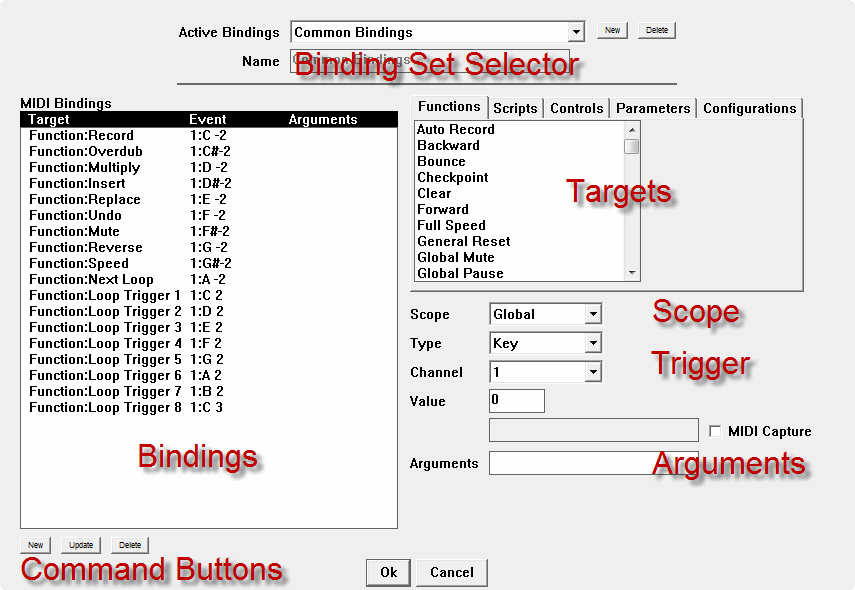 Active Bindings Common Bindings New Delete
Name Common Bindings
Binding Set Selector
MIDI Bindings
Target Event Arguments
Function:Record 1:C -2
Function:Overdub 1:C#-2
Function:Multiply 1:D -2
Function:Insert 1:D#-2
Function:Replace 1:E -2
Function:Undo 1:F -2
Function:Mute 1:F#-2
Function:Reverse 1:G -2
Function:Speed 1:G#-2
Function:Next Loop 1:A -2
Function:Loop Trigger 1 1:C 2
Function:Loop Trigger 2 1:D 2
Function:Loop Trigger 3 1:E 2
Function:Loop Trigger 4 1:F 2
Function:Loop Trigger 5 1:G 2
Function:Loop Trigger 6 1:A 2
Function:Loop Trigger 7 1:B 2
Function:Loop Trigger 8 1:C 3
Bindings
New Update Delete
Command Buttons
Functions Scripts Controls Parameters Configurations
Auto Record
Backward
Bounce
Checkpoint
Clear
Forward
Full Speed
General Reset
Global Mute
Global Pause
Targets
Scope Global
Scope
Type Key
Trigger
Channel 1
Value 0
MIDI Capture
Arguments
Arguments
Ok Cancel